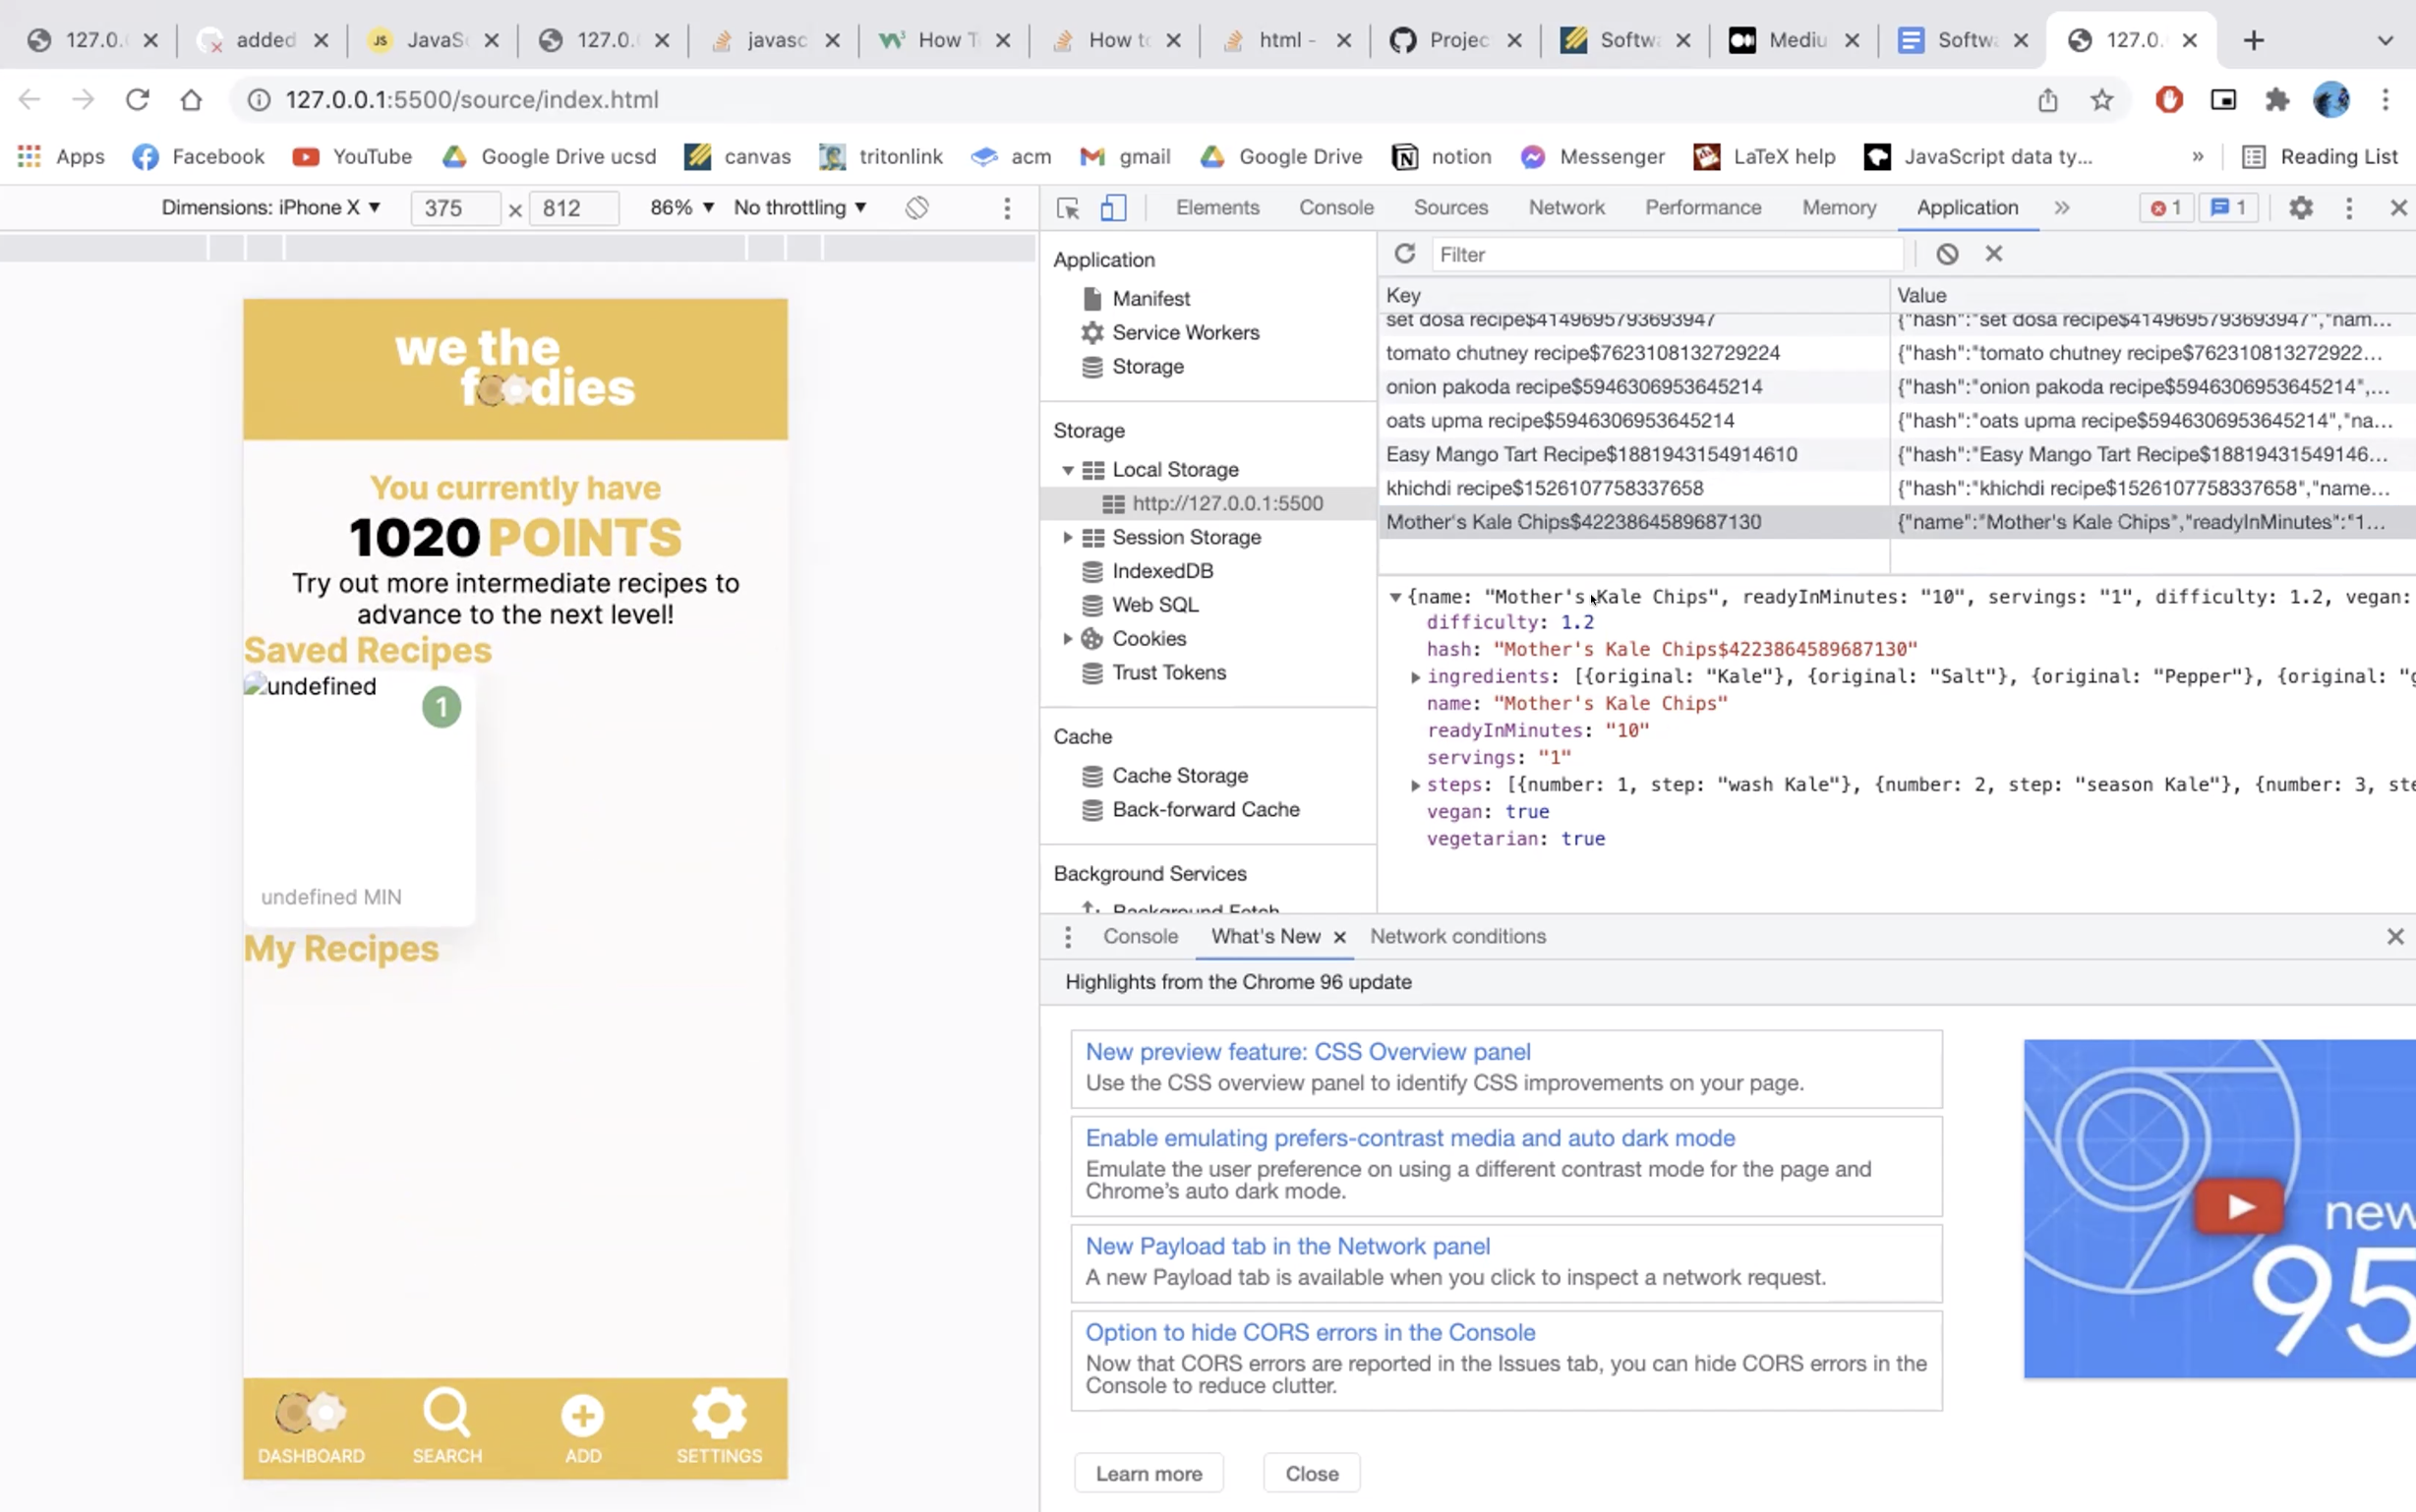 127.0. added JavaS JS 127.0. javasc How T How to html - Projec Softw Mediu Softw 127.0.
127.0.0.1:5500/source/index.html
Apps Facebook YouTube Google Drive ucsd canvas tritonlink acm gmail Google Drive notion Messenger LaTeX help JavaScript data ty... » Reading List
Dimensions: iPhone X ▼ 375 × 812 86% ▼ No throttling ▼
Elements Console Sources Network Performance Memory Application » 1 1
we the
foodies
You currently have
1020 POINTS
Try out more intermediate recipes to
advance to the next level!
Saved Recipes
undefined
1
undefined MIN
My Recipes
DASHBOARD SEARCH ADD SETTINGS
Application
Manifest
Service Workers
Storage
Storage
Local Storage
http://127.0.0.1:5500
Session Storage
IndexedDB
Web SQL
Cookies
Trust Tokens
Cache
Cache Storage
Back-forward Cache
Background Services
Background Fetch
Filter
Key Value
set dosa recipe$4149695793693947 {"hash":"set dosa recipe$4149695793693947","nam...
tomato chutney recipe$7623108132729224 {"hash":"tomato chutney recipe$762310813272922...
onion pakoda recipe$5946306953645214 {"hash":"onion pakoda recipe$5946306953645214",...
oats upma recipe$5946306953645214 {"hash":"oats upma recipe$5946306953645214","na...
Easy Mango Tart Recipe$1881943154914610 {"hash":"Easy Mango Tart Recipe$18819431549146...
khichdi recipe$1526107758337658 {"hash":"khichdi recipe$1526107758337658","name...
Mother's Kale Chips$4223864589687130 {"name":"Mother's Kale Chips","readyInMinutes":"1...
{name: "Mother's Kale Chips", readyInMinutes: "10", servings: "1", difficulty: 1.2, vegan:
difficulty: 1.2
hash: "Mother's Kale Chips$4223864589687130"
ingredients: [{original: "Kale"}, {original: "Salt"}, {original: "Pepper"}, {original: "g
name: "Mother's Kale Chips"
readyInMinutes: "10"
servings: "1"
steps: [{number: 1, step: "wash Kale"}, {number: 2, step: "season Kale"}, {number: 3, ste
vegan: true
vegetarian: true
Console What's New Network conditions
Highlights from the Chrome 96 update
New preview feature: CSS Overview panel
Use the CSS overview panel to identify CSS improvements on your page.
Enable emulating prefers-contrast media and auto dark mode
Emulate the user preference on using a different contrast mode for the page and
Chrome's auto dark mode.
New Payload tab in the Network panel
A new Payload tab is available when you click to inspect a network request.
Option to hide CORS errors in the Console
Now that CORS errors are reported in the Issues tab, you can hide CORS errors in the
Console to reduce clutter.
Learn more Close
new
95